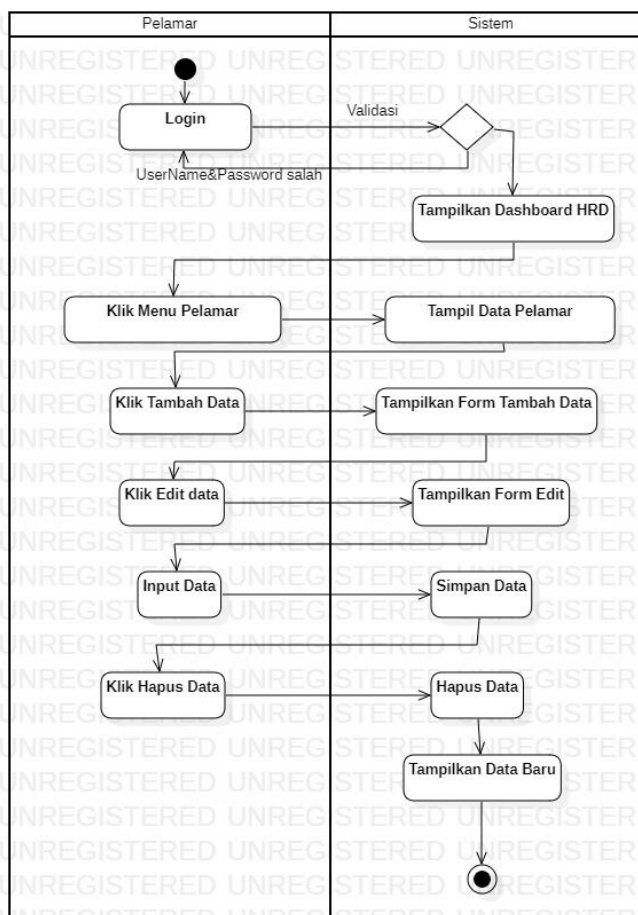 Pelamar
Sistem
Login
Validasi
UserName&Password salah
Tampilkan Dashboard HRD
Klik Menu Pelamar
Tampil Data Pelamar
Klik Tambah Data
Tampilkan Form Tambah Data
Klik Edit data
Tampilkan Form Edit
Input Data
Simpan Data
Klik Hapus Data
Hapus Data
Tampilkan Data Baru